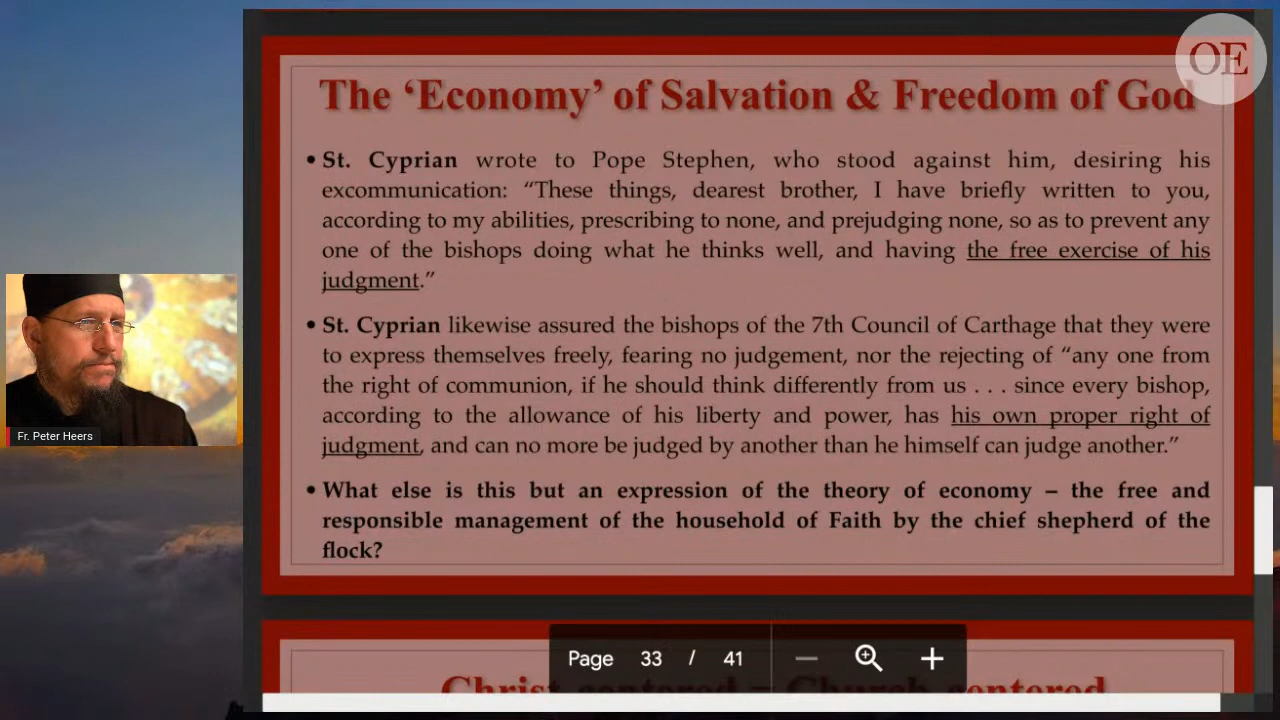 OE
The ‘Economy’ of Salvation & Freedom of God
• St. Cyprian wrote to Pope Stephen, who stood against him, desiring his
excommunication: “These things, dearest brother, I have briefly written to you,
according to my abilities, prescribing to none, and prejudging none, so as to prevent any
one of the bishops doing what he thinks well, and having the free exercise of his
judgment.”
• St. Cyprian likewise assured the bishops of the 7th Council of Carthage that they were
to express themselves freely, fearing no judgement, nor the rejecting of “any one from
the right of communion, if he should think differently from us . . . since every bishop,
according to the allowance of his liberty and power, has his own proper right of
judgment, and can no more be judged by another than he himself can judge another.”
• What else is this but an expression of the theory of economy – the free and
responsible management of the household of Faith by the chief shepherd of the
flock?
Fr. Peter Heers
Page 33 / 41
Christ-centered = Church-centered